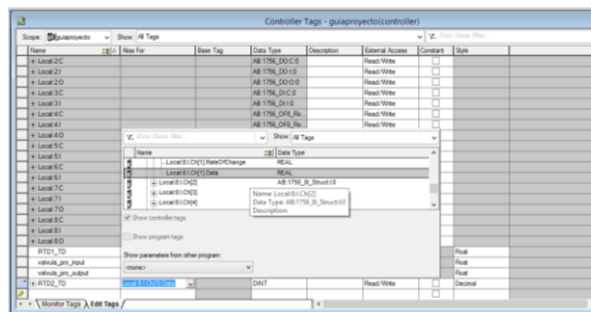 Controller Tags - guiaproyecto(controller)
Scope: guiaproyecto Show: All Tags Enter Name Filter...
Name Alias For Base Tag Data Type Description External Access Constant Style
Local:2:C AB:1756_DO:C:0 Read/Write
Local:2:I AB:1756_DO:I:0 Read/Write
Local:2:O AB:1756_DO:O:0 Read/Write
Local:3:C AB:1756_DI:C:0 Read/Write
Local:3:I AB:1756_DI:I:0 Read/Write
Local:4:C Read/Write
Local:4:I Read/Write
Local:4:O
Enter Name Filter... Show: All Tags
Local:5:C
Name Data Type
Local:5:I
Local:8:I.Ch[1].RateOfChange REAL
Local:6:C
Local:8:I.Ch[1].Data REAL
Local:6:I
Local:8:I.Ch[2]
Local:7:C
Local:8:I.Ch[3]
Name: Local:8:I.Ch[2]
Local:7:I
Local:8:I.Ch[4]
Local:7:O
Description:
Local:8:C
Show controller tags
Local:8:I
Local:8:O
Show program tags
RTD1_TD Float
Show parameters from other program:
valvula_pro_input Float
<none>
valvula_pro_output Float
RTD2_TD Local:8:I.Ch[1].Data DINT Read/Write Decimal
Monitor Tags Edit Tags